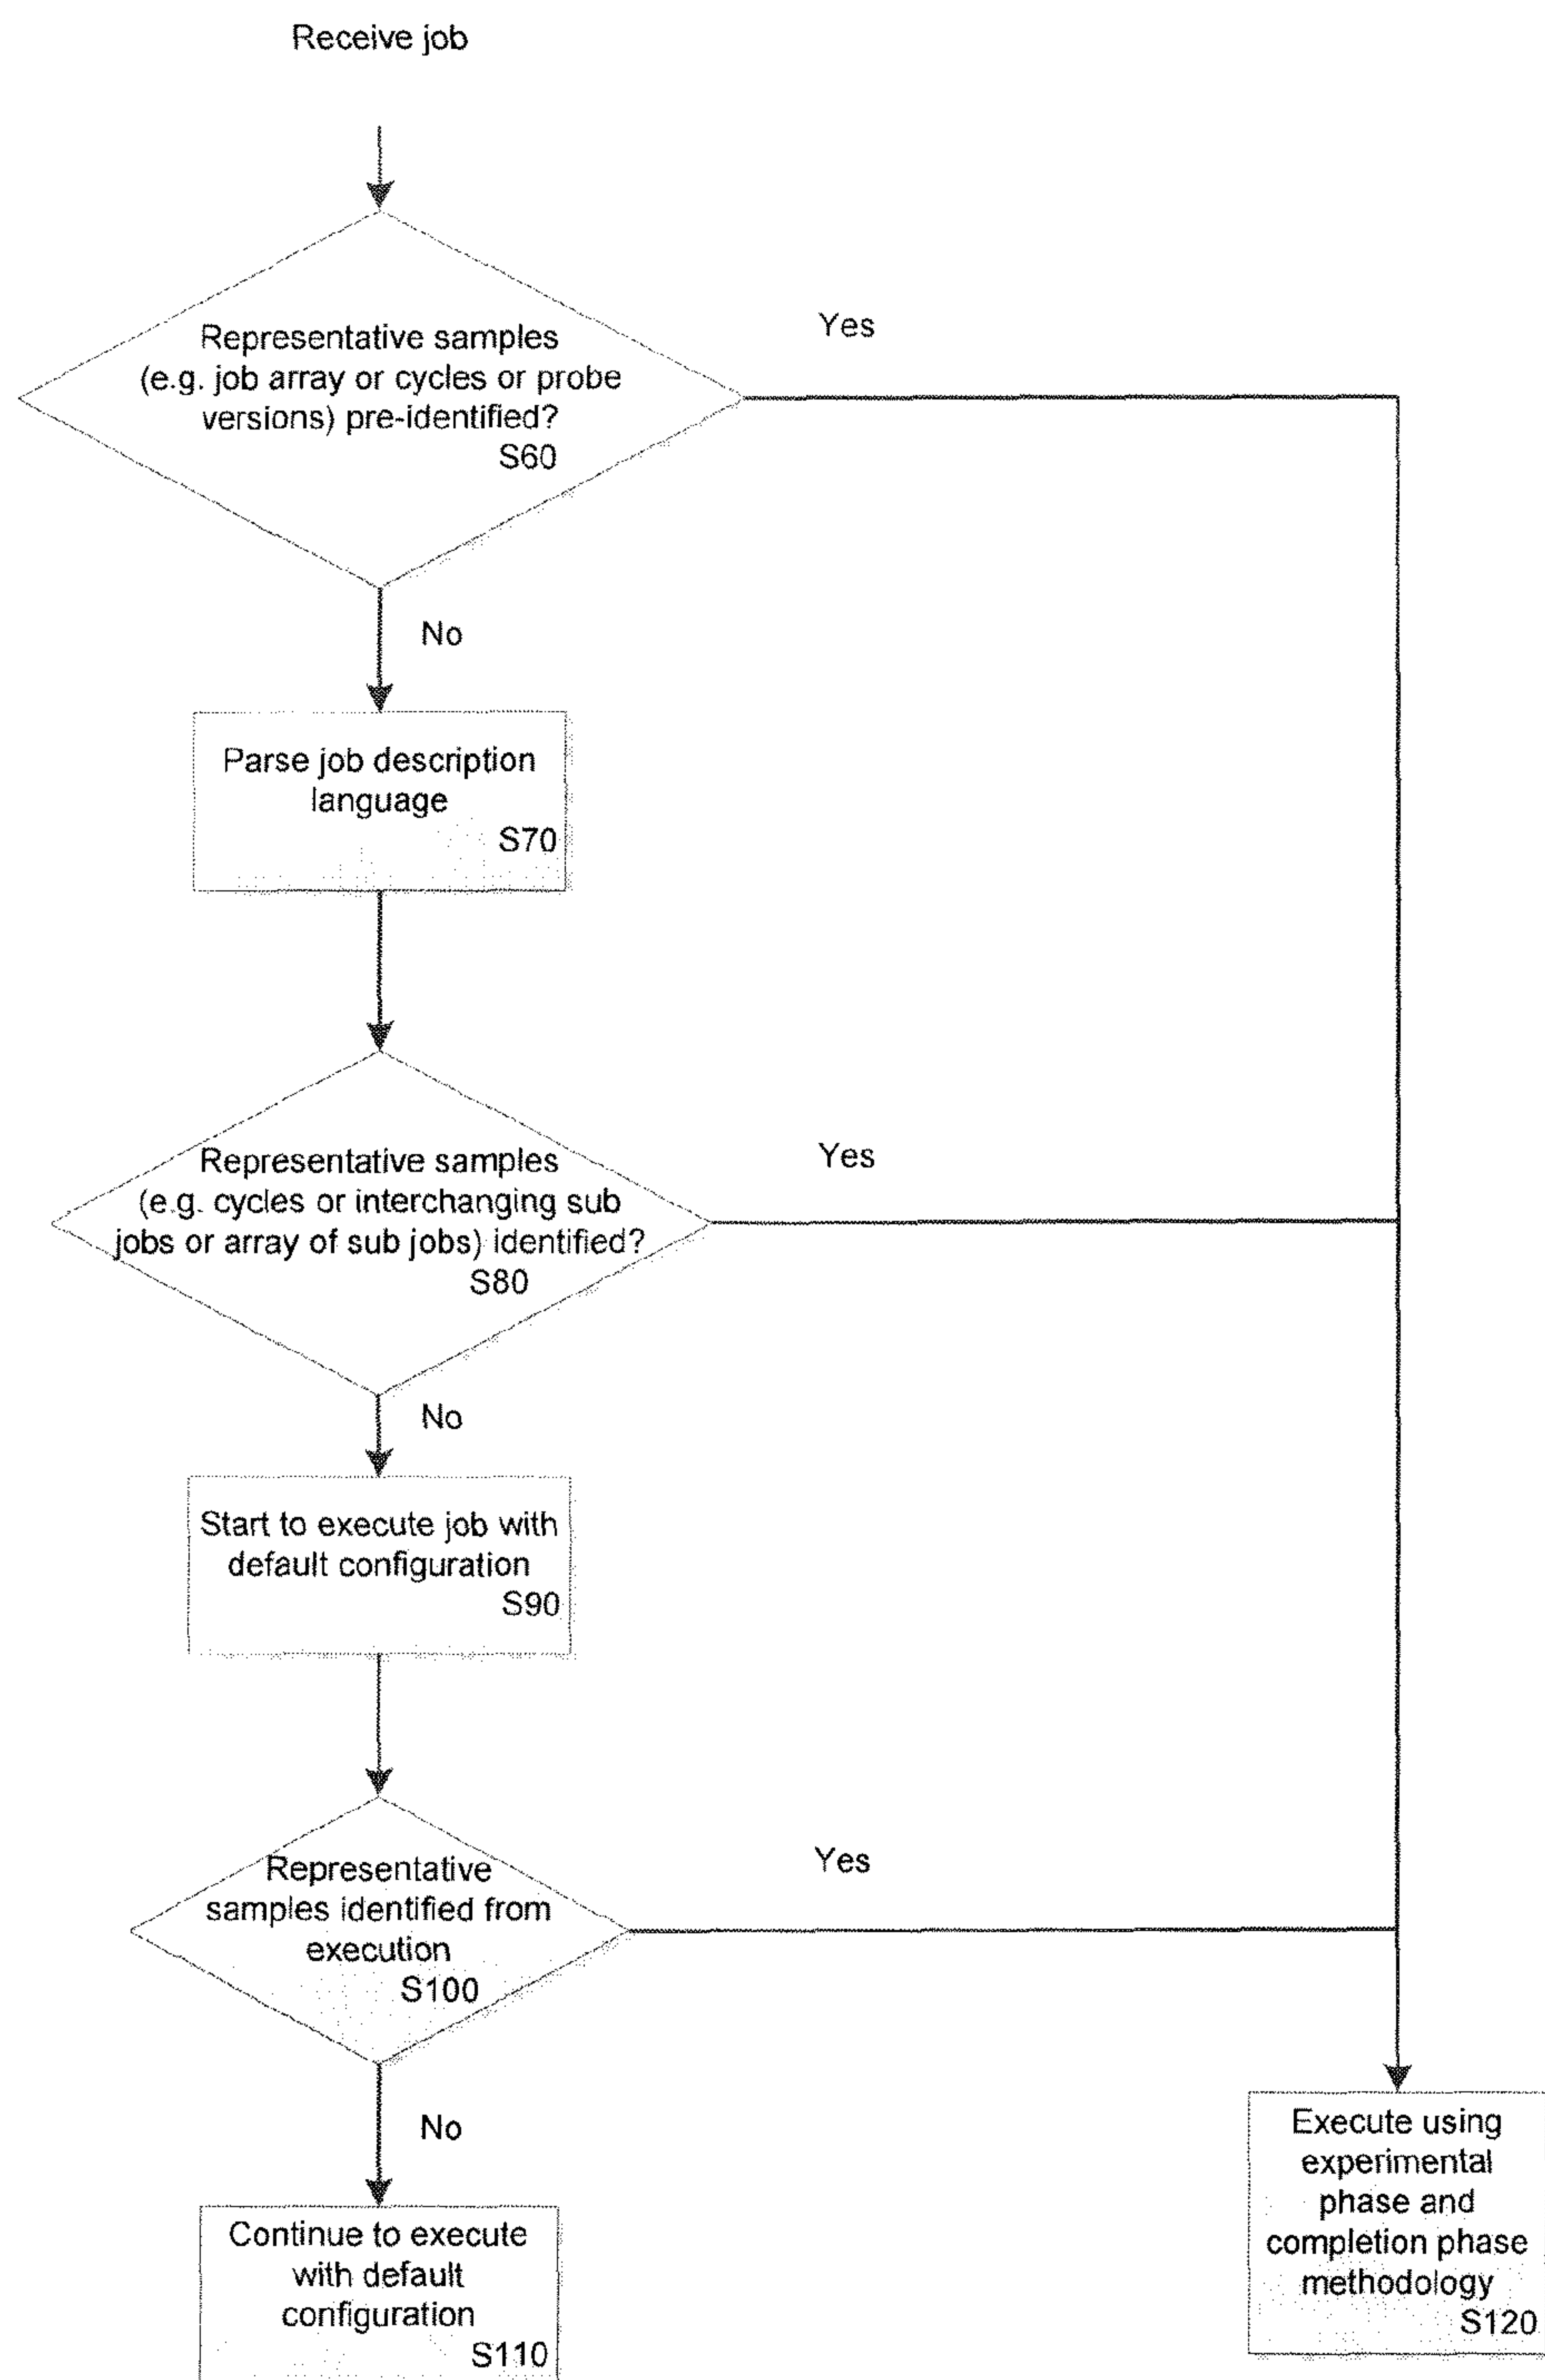 Receive job
Representative samples
(e.g. job array or cycles or probe
versions) pre-identified?
S60
Yes
No
Parse job description
language
S70
Representative samples
(e.g. cycles or interchanging sub
jobs or array of sub jobs) identified?
S80
Yes
No
Start to execute job with
default configuration
S90
Representative
samples identified from
execution
S100
Yes
No
Continue to execute
with default
configuration
S110
Execute using
experimental
phase and
completion phase
methodology
S120